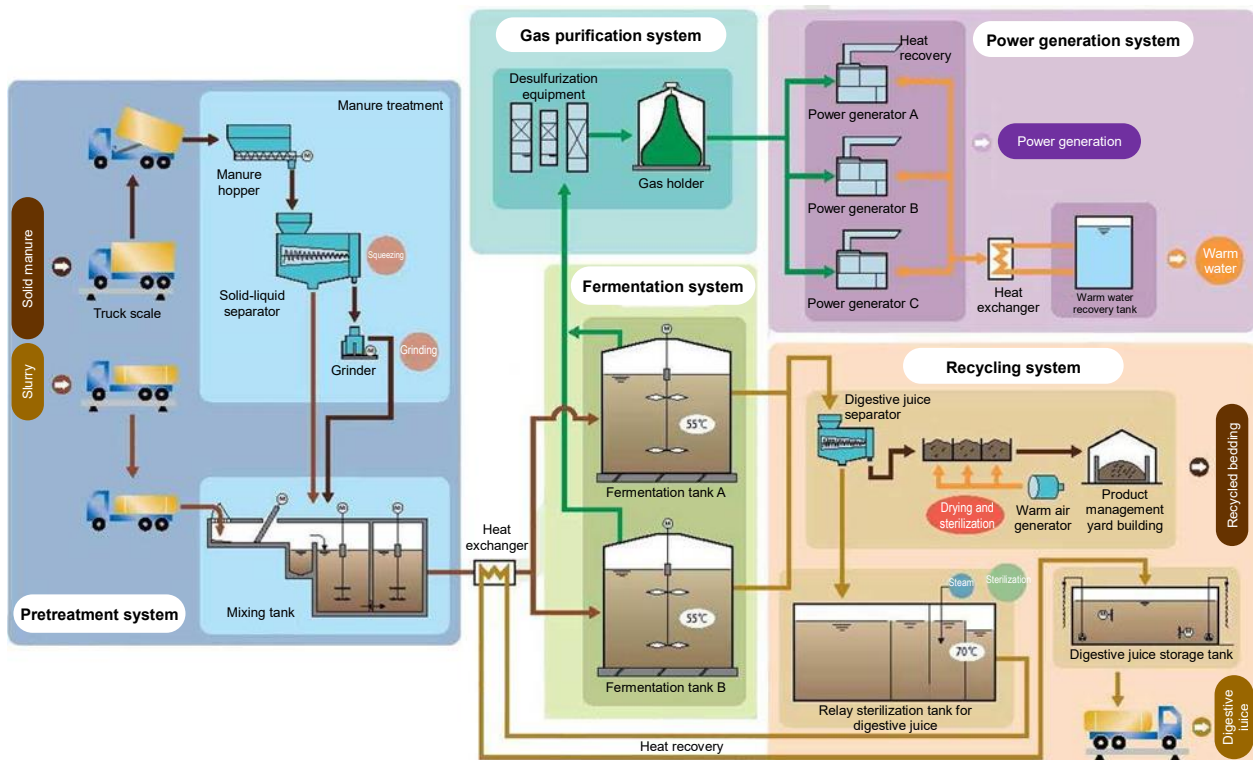 Gas purification system
Desulfurization
equipment
Gas holder
Power generation system
Heat
recovery
Power generator A
Power generator B
Power generator C
Power generation
Heat
exchanger
Warm water
recovery tank
Warm
water
Manure treatment
Manure
hopper
Squeezing
Solid-liquid
separator
Grinding
Grinder
Solid manure
Truck scale
Slurry
Pretreatment system
Mixing tank
M
M
M
M
M
Heat
exchanger
Fermentation system
M
55℃
Fermentation tank A
M
55℃
Fermentation tank B
Recycling system
Digestive juice
separator
Drying and
sterilization
Warm air
generator
Product
management
yard building
Recycled bedding
Steam
Sterilization
70℃
Relay sterilization tank for
digestive juice
M
M
Digestive juice storage tank
Digestive
juice
Heat recovery